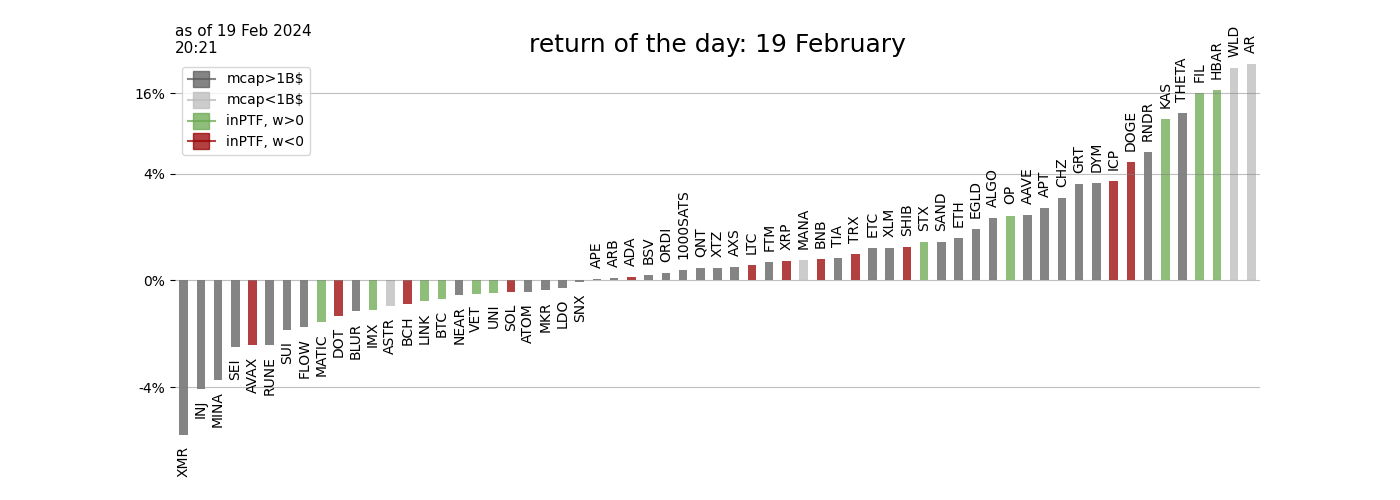 as of 19 Feb 2024
20:21
return of the day: 19 February
mcap>1B$
mcap<1B$
inPTF, w>0
inPTF, w<0
16%
4%
0%
-4%
XMR
INJ
MINA
SEI
AVAX
RUNE
SUI
FLOW
MATIC
DOT
BLUR
IMX
ASTR
BCH
LINK
BTC
NEAR
VET
UNI
SOL
ATOM
MKR
LDO
SNX
APE
ARB
ADA
BSV
ORDI
1000SATS
QNT
XTZ
AXS
LTC
FTM
XRP
MANA
BNB
TIA
TRX
ETC
XLM
SHIB
STX
SAND
ETH
EGLD
ALGO
OP
AAVE
APT
CHZ
GRT
DYM
ICP
DOGE
RNDR
KAS
THETA
FIL
HBAR
WLD
AR